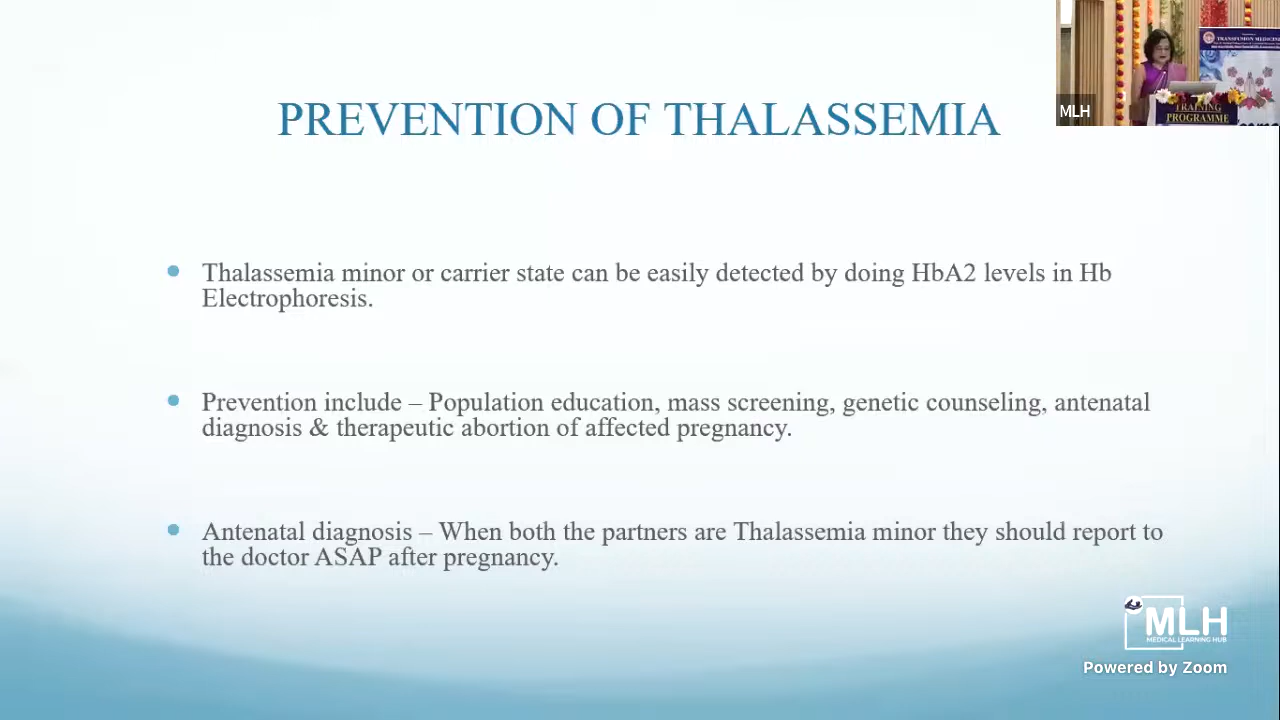 PREVENTION OF THALASSEMIA
MLH
TRANSFUSION MEDICINE
TRAINING
PROGRAMME
Thalassemia minor or carrier state can be easily detected by doing HbA2 levels in Hb
Electrophoresis.
Prevention include – Population education, mass screening, genetic counseling, antenatal
diagnosis & therapeutic abortion of affected pregnancy.
Antenatal diagnosis – When both the partners are Thalassemia minor they should report to
the doctor ASAP after pregnancy.
MLH
MEDICAL LEARNING HUB
Powered by Zoom